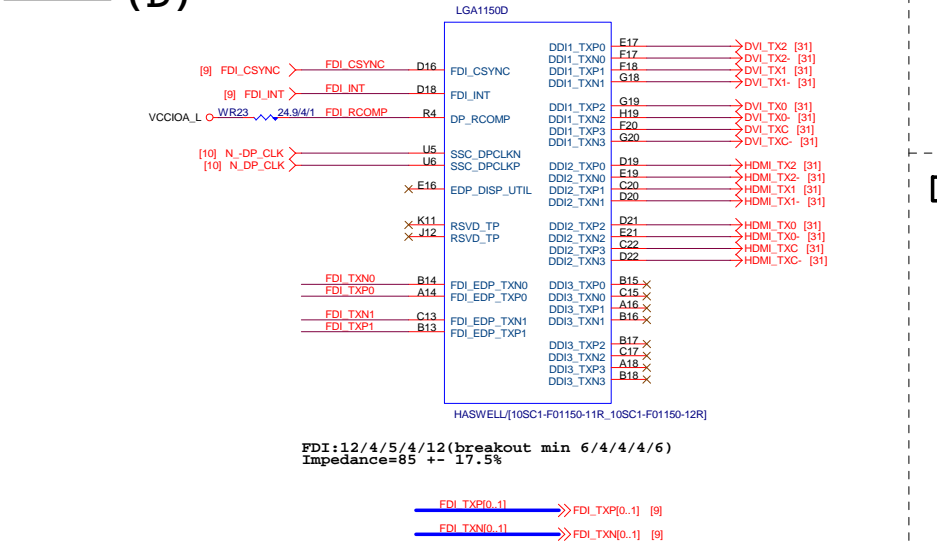 (D)
LGA1150D
[9] FDI_CSYNC FDI_CSYNC D16 FDI_CSYNC
[9] FDI_INT FDI_INT D18 FDI_INT
VCCIOA_L WR23 24.9/4/1 FDI_RCOMP R4 DP_RCOMP
[10] N_-DP_CLK U5 SSC_DPCLKN
[10] N_DP_CLK U6 SSC_DPCLKP
E16 EDP_DISP_UTIL
K11 RSVD_TP
J12 RSVD_TP
FDI_TXN0 B14 FDI_EDP_TXN0
FDI_TXP0 A14 FDI_EDP_TXP0
FDI_TXN1 C13 FDI_EDP_TXN1
FDI_TXP1 B13 FDI_EDP_TXP1
DDI1_TXP0 E17 DVI_TX2 [31]
DDI1_TXN0 F17 DVI_TX2- [31]
DDI1_TXP1 F18 DVI_TX1 [31]
DDI1_TXN1 G18 DVI_TX1- [31]
DDI1_TXP2 G19 DVI_TX0 [31]
DDI1_TXN2 H19 DVI_TX0- [31]
DDI1_TXP3 F20 DVI_TXC [31]
DDI1_TXN3 G20 DVI_TXC- [31]
DDI2_TXP0 D19 HDMI_TX2 [31]
DDI2_TXN0 E19 HDMI_TX2- [31]
DDI2_TXP1 C20 HDMI_TX1 [31]
DDI2_TXN1 D20 HDMI_TX1- [31]
DDI2_TXP2 D21 HDMI_TX0 [31]
DDI2_TXN2 E21 HDMI_TX0- [31]
DDI2_TXP3 C22 HDMI_TXC [31]
DDI2_TXN3 D22 HDMI_TXC- [31]
DDI3_TXP0 B15
DDI3_TXN0 C15
DDI3_TXP1 A16
DDI3_TXN1 B16
DDI3_TXP2 B17
DDI3_TXN2 C17
DDI3_TXP3 A18
DDI3_TXN3 B18
HASWELL/[10SC1-F01150-11R_10SC1-F01150-12R]
FDI:12/4/5/4/12(breakout min 6/4/4/4/6)
Impedance=85 +- 17.5%
FDI_TXP[0..1] FDI_TXP[0..1] [9]
FDI_TXN[0..1] FDI_TXN[0..1] [9]